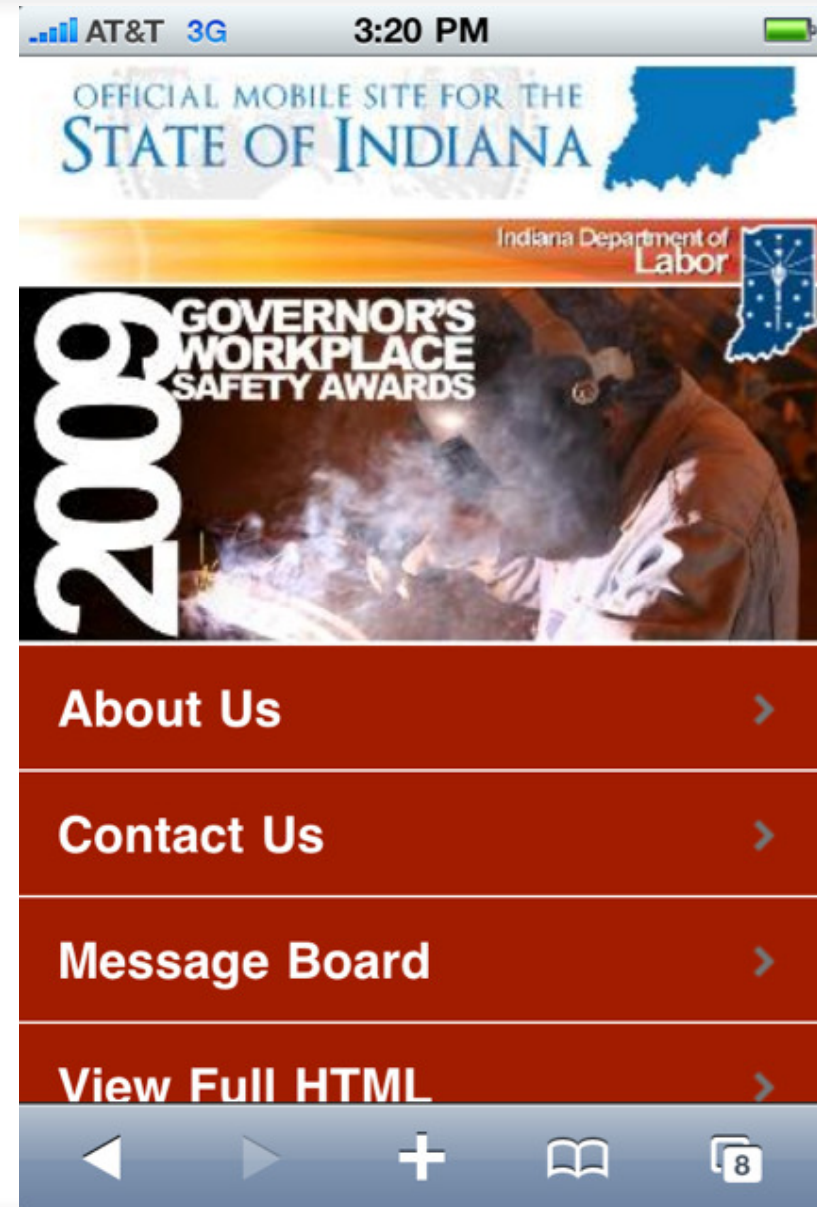 AT&T 3G 3:20 PM
OFFICIAL MOBILE SITE FOR THE
STATE OF INDIANA
Indiana Department of
Labor
2009
GOVERNOR'S
WORKPLACE
SAFETY AWARDS
About Us
Contact Us
Message Board
View Full HTML
8